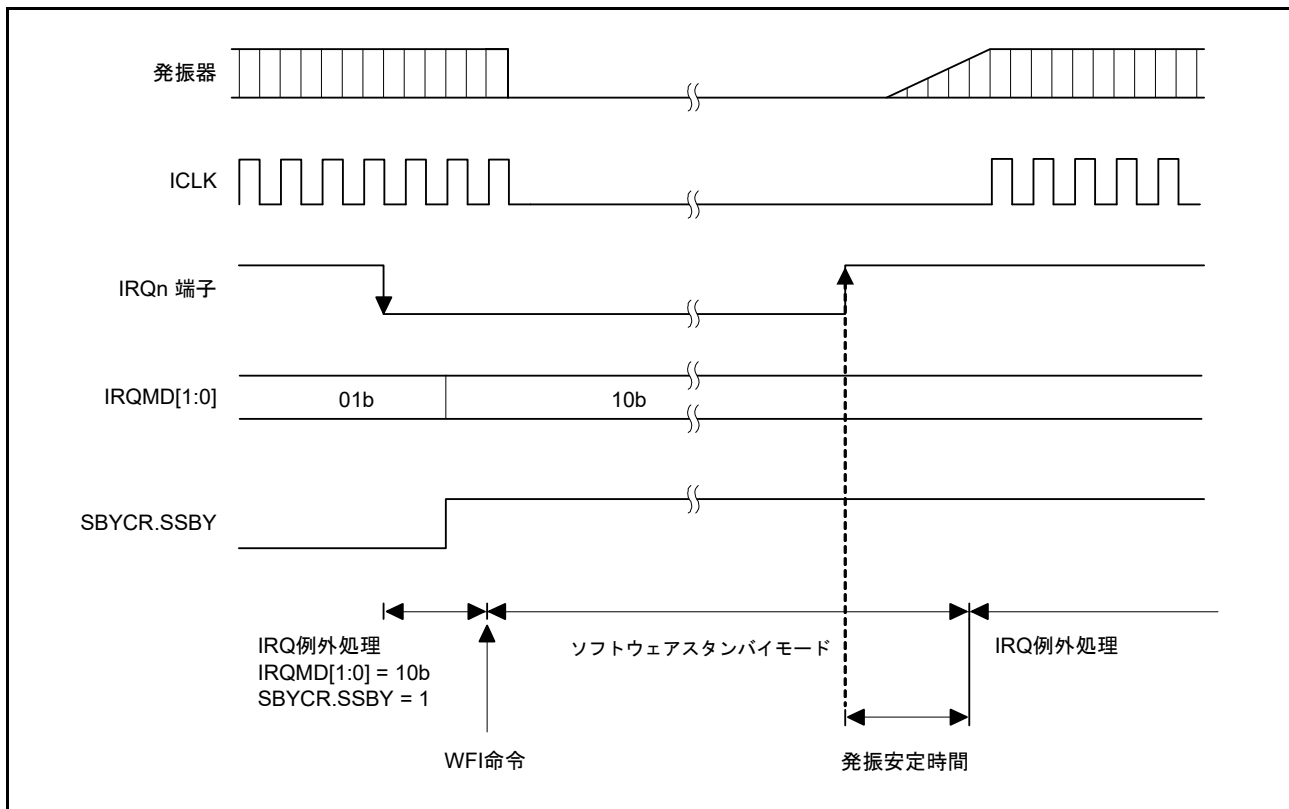 発振器
ICLK
IRQn 端子
IRQMD[1:0]
01b
10b
SBYCR.SSBY
IRQ例外処理
IRQMD[1:0] = 10b
SBYCR.SSBY = 1
ソフトウェアスタンバイモード
IRQ例外処理
WFI命令
発振安定時間